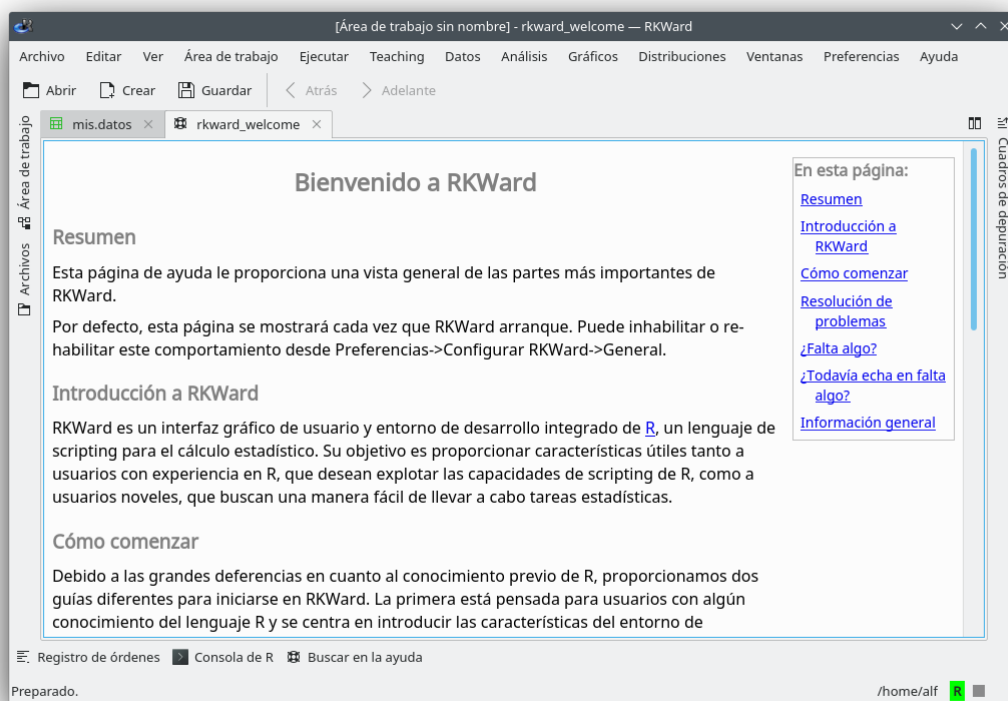 [Área de trabajo sin nombre] - rkward_welcome — RKWard
Archivo Editar Ver Área de trabajo Ejecutar Teaching Datos Análisis Gráficos Distribuciones Ventanas Preferencias Ayuda
Abrir Crear Guardar Atrás Adelante
mis.datos rkward_welcome
Área de trabajo
Archivos
Bienvenido a RKWard
Resumen
Esta página de ayuda le proporciona una vista general de las partes más importantes de
RKWard.
Por defecto, esta página se mostrará cada vez que RKWard arranque. Puede inhabilitar o re-
habilitar este comportamiento desde Preferencias->Configurar RKWard->General.
Introducción a RKWard
RKWard es un interfaz gráfico de usuario y entorno de desarrollo integrado de R, un lenguaje de
scripting para el cálculo estadístico. Su objetivo es proporcionar características útiles tanto a
usuarios con experiencia en R, que desean explotar las capacidades de scripting de R, como a
usuarios noveles, que buscan una manera fácil de llevar a cabo tareas estadísticas.
Cómo comenzar
Debido a las grandes deferencias en cuanto al conocimiento previo de R, proporcionamos dos
guías diferentes para iniciarse en RKWard. La primera está pensada para usuarios con algún
conocimiento del lenguaje R y se centra en introducir las características del entorno de
En esta página:
Resumen
Introducción a
RKWard
Cómo comenzar
Resolución de
problemas
¿Falta algo?
¿Todavía echa en falta
algo?
Información general
Cuadros de depuración
Registro de órdenes Consola de R Buscar en la ayuda
Preparado. /home/alf R